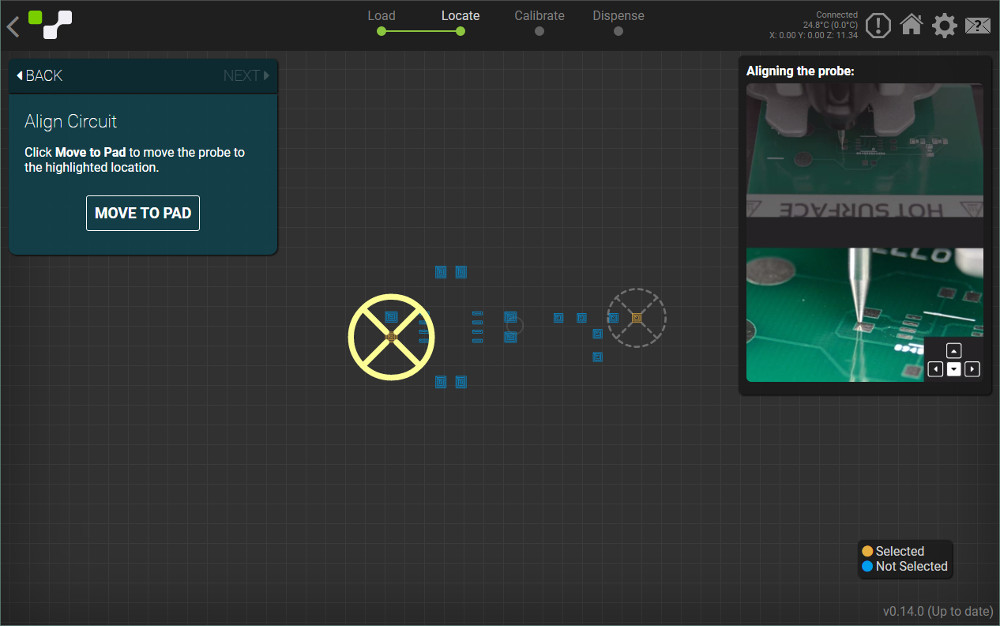 Load
Locate
Calibrate
Dispense
Connected
24.8°C (0.0°C)
X: 0.00 Y: 0.00 Z: 11.34
BACK
NEXT
Align Circuit
Click Move to Pad to move the probe to
the highlighted location.
MOVE TO PAD
Aligning the probe:
HOT SURFACE
Selected
Not Selected
v0.14.0 (Up to date)